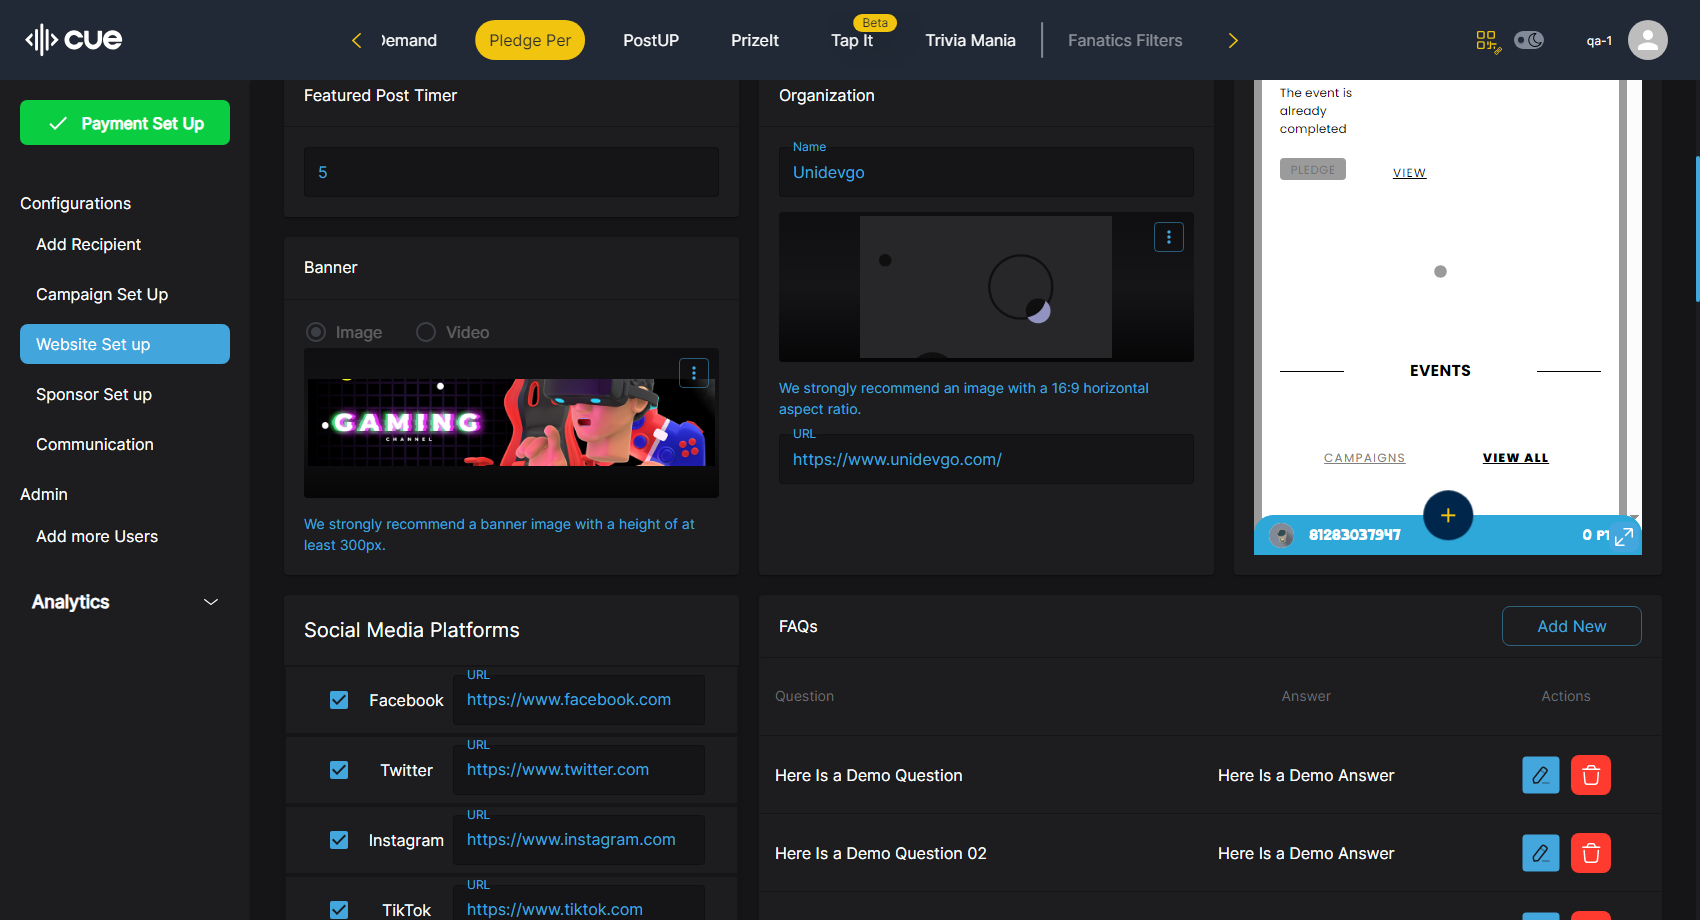 cue
Demand
Pledge Per
PostUP
PrizeIt
Beta
Tap It
Trivia Mania
Fanatics Filters
qa-1
Payment Set Up
Configurations
Add Recipient
Campaign Set Up
Website Set up
Sponsor Set up
Communication
Admin
Add more Users
Analytics
Featured Post Timer
5
Banner
Image
Video
GAMING
CHANNEL
We strongly recommend a banner image with a height of at
least 300px.
Organization
Name
Unidevgo
We strongly recommend an image with a 16:9 horizontal
aspect ratio.
URL
https://www.unidevgo.com/
The event is
already
completed
PLEDGE
VIEW
EVENTS
CAMPAIGNS
VIEW ALL
+
81283037947
0 PT
Social Media Platforms
Facebook
URL
https://www.facebook.com
Twitter
URL
https://www.twitter.com
Instagram
URL
https://www.instagram.com
TikTok
URL
https://www.tiktok.com
FAQs
Add New
Question
Answer
Actions
Here Is a Demo Question
Here Is a Demo Answer
Here Is a Demo Question 02
Here Is a Demo Answer